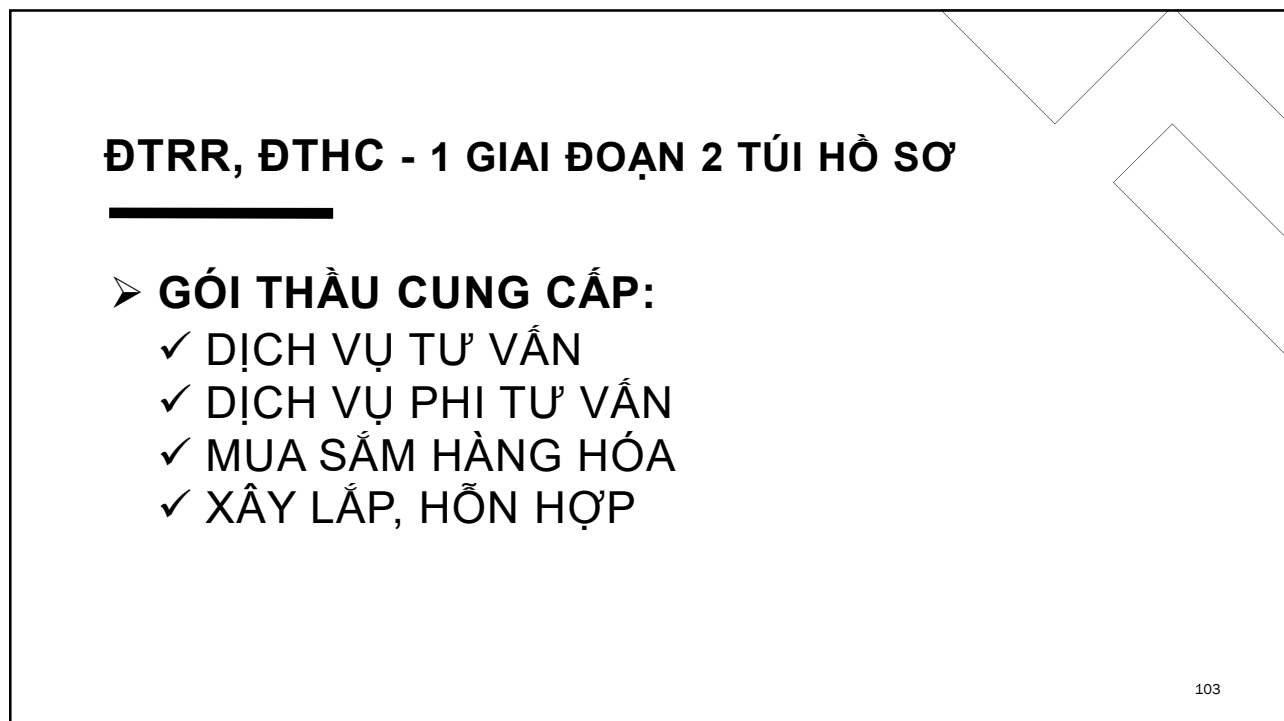 ĐTRR, ĐTHC - 1 GIAI ĐOẠN 2 TÚI HỒ SƠ
➢ GÓI THẦU CUNG CẤP:
✓ DỊCH VỤ TƯ VẤN
✓ DỊCH VỤ PHI TƯ VẤN
✓ MUA SẮM HÀNG HÓA
✓ XÂY LẮP, HỖN HỢP
103